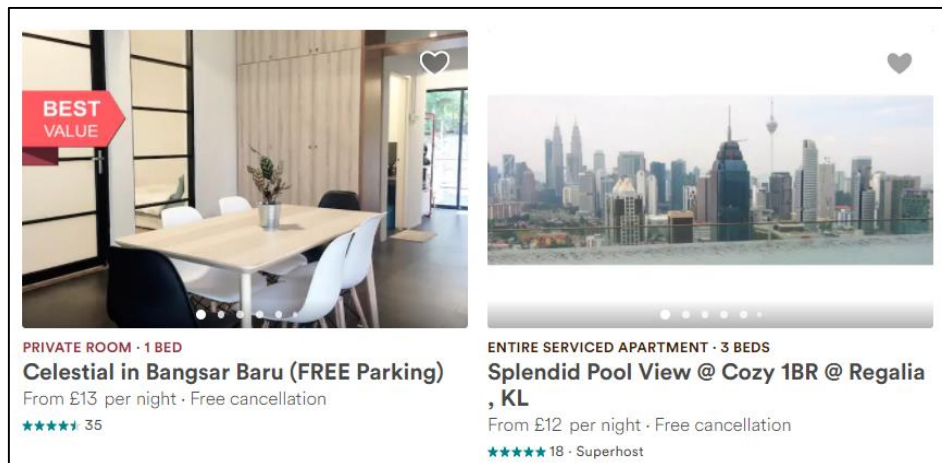 BEST
VALUE
PRIVATE ROOM · 1 BED
Celestial in Bangsar Baru (FREE Parking)
From £13 per night · Free cancellation
35
ENTIRE SERVICED APARTMENT · 3 BEDS
Splendid Pool View @ Cozy 1BR @ Regalia
, KL
From £12 per night · Free cancellation
18 · Superhost